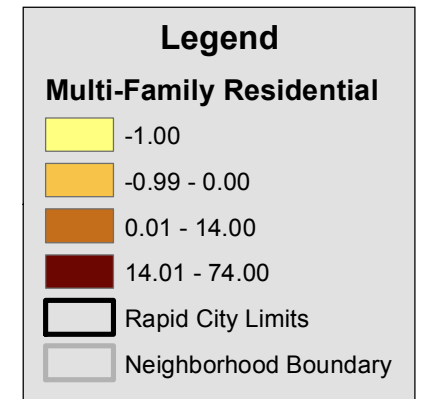 Legend
Multi-Family Residential
-1.00
-0.99 - 0.00
0.01 - 14.00
14.01 - 74.00
Rapid City Limits
Neighborhood Boundary